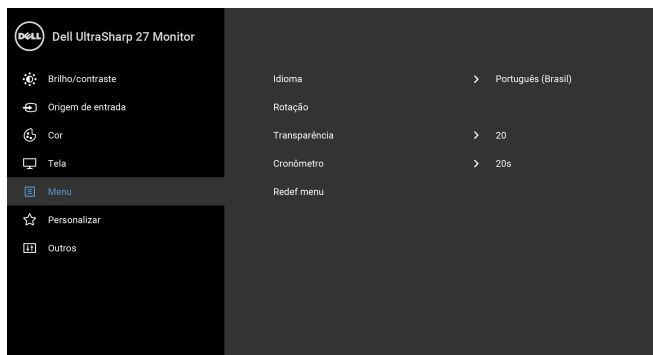 DELL Dell UltraSharp 27 Monitor
Brilho/contraste
Origem de entrada
Cor
Tela
Menu
Personalizar
Outros
Idioma > Português (Brasil)
Rotação
Transparência > 20
Cronômetro > 20s
Redef menu